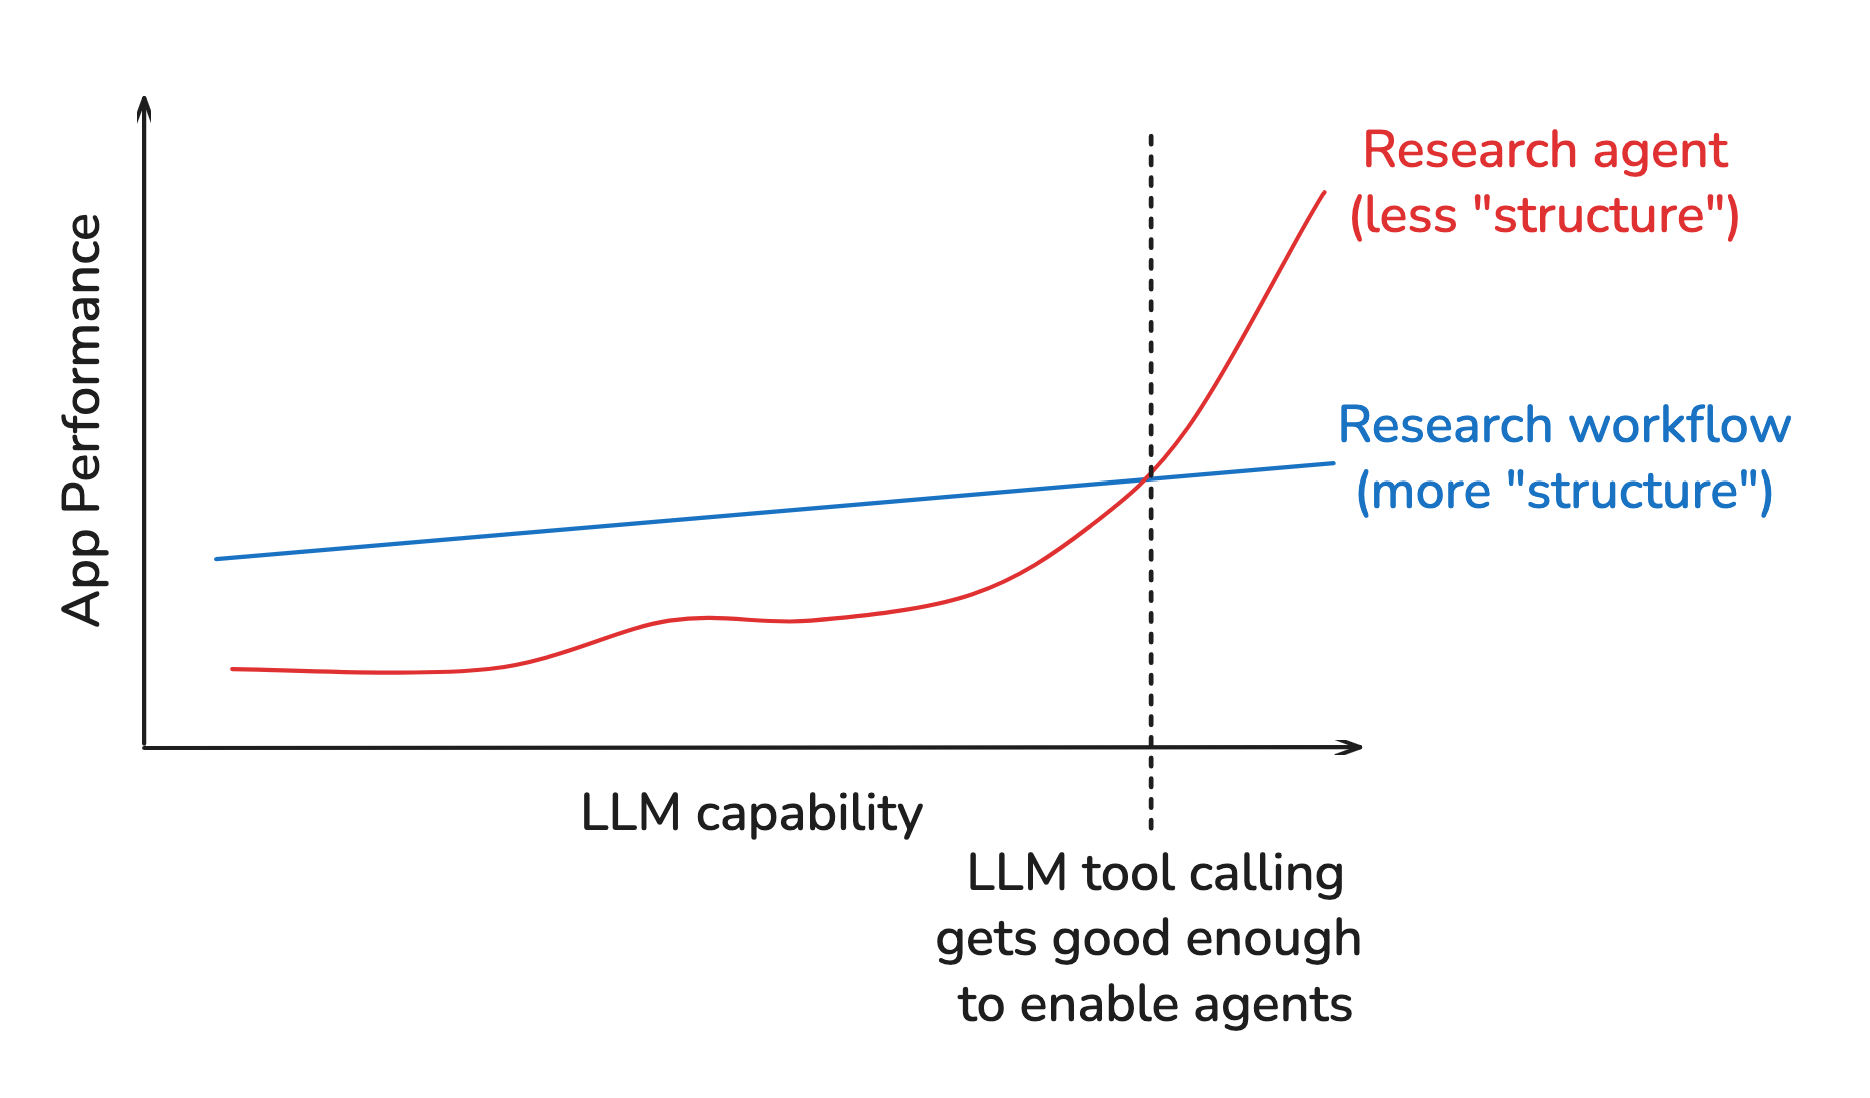 App Performance
Research agent
(less "structure")
Research workflow
(more "structure")
LLM capability
LLM tool calling
gets good enough
to enable agents